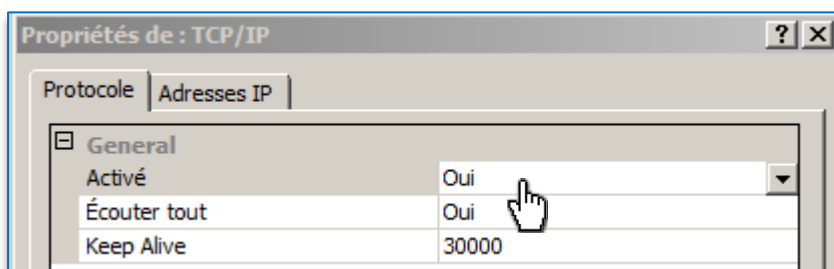 Propriétés de : TCP/IP
Protocole Adresses IP
General
Activé Oui
Écouter tout Oui
Keep Alive 30000